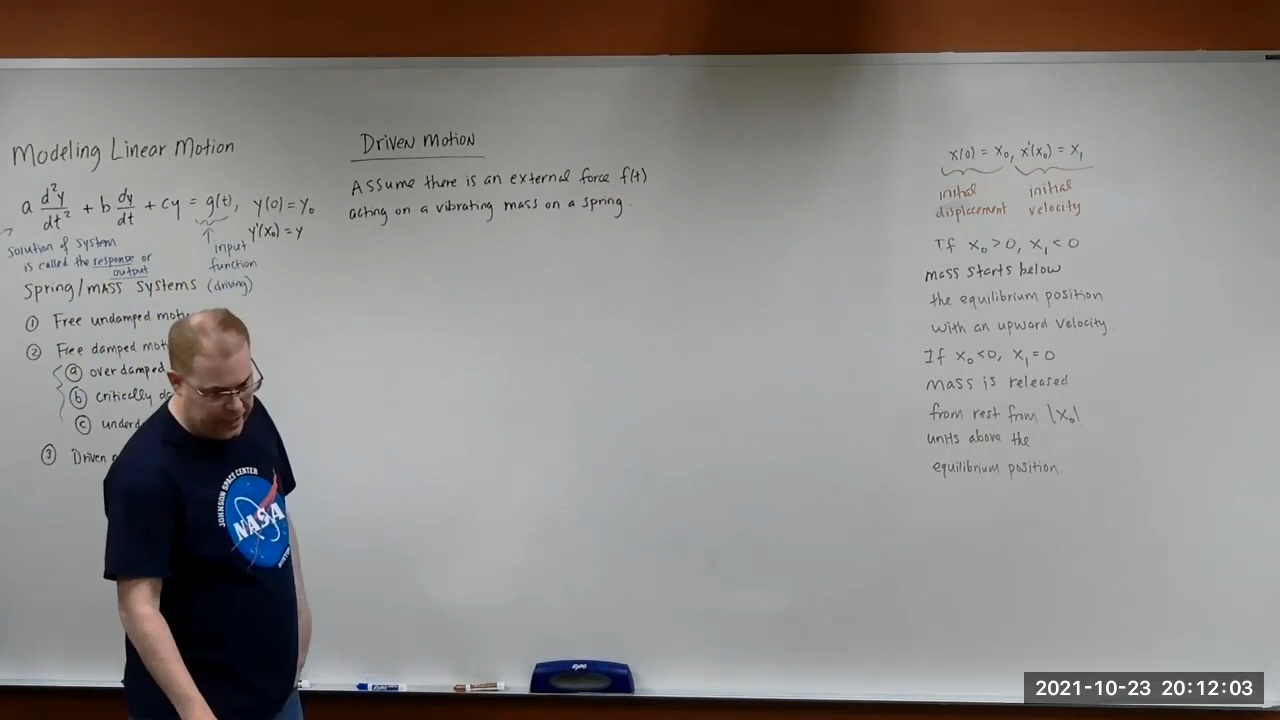 Modeling Linear Motion
a d²y/dt² + b dy/dt + cy = g(t), y(0) = y₀
y'(x₀) = y
solution of system
is called the response or
output
input
function
(driving)
Spring/mass Systems
① Free undamped
② Free damped
ⓐ over damped
ⓑ critically
ⓒ
③ Driven
Driven Motion
Assume there is an external force f(t)
acting on a vibrating mass on a spring.
x(0) = x₀, x'(x₀) = x₁
initial displacement
initial velocity
If x₀ > 0, x₁ < 0
mass starts below
the equilibrium position
with an upward velocity.
If x₀ < 0, x₁ = 0
mass is released
from rest from |x₀|
units above the
equilibrium position.
JOHNSON SPACE CENTER
NASA
expo
2021-10-23 20:12:03